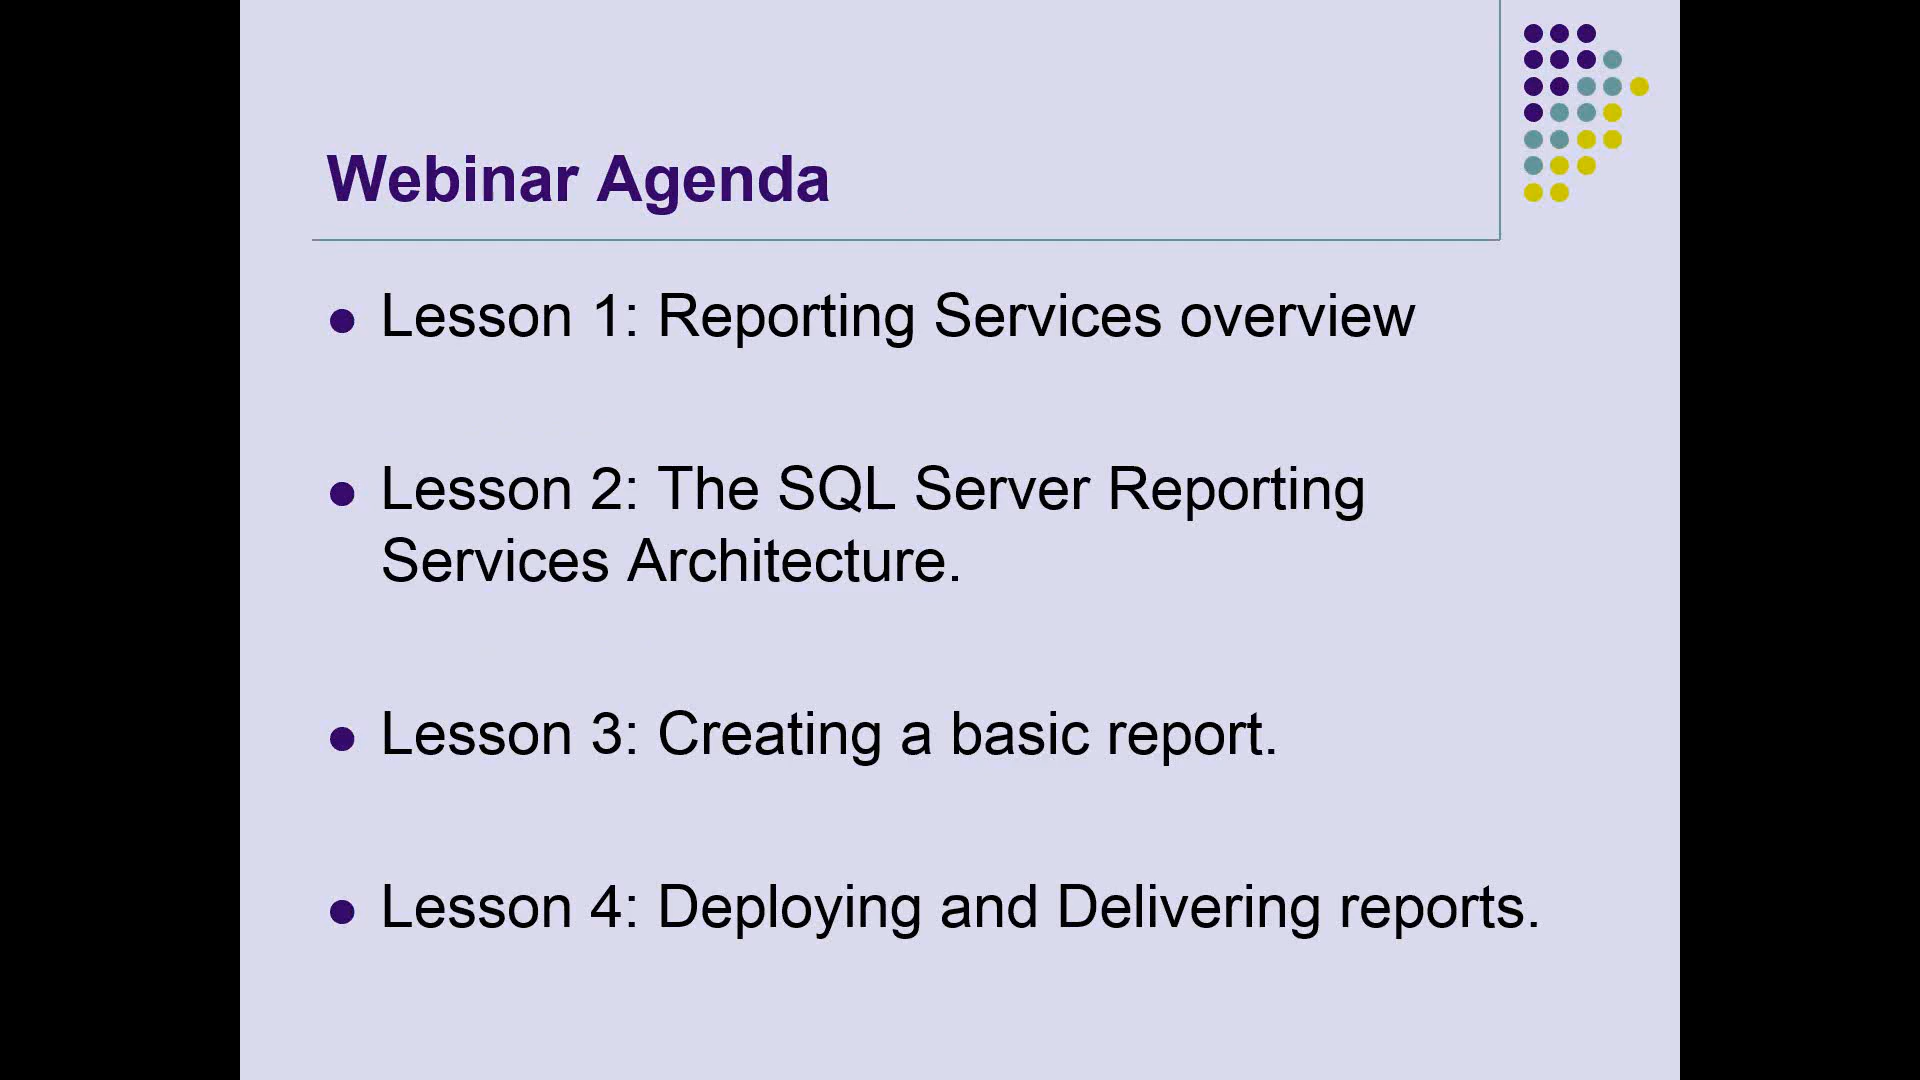 Webinar Agenda
Lesson 1: Reporting Services overview
Lesson 2: The SQL Server Reporting
Services Architecture.
Lesson 3: Creating a basic report.
Lesson 4: Deploying and Delivering reports.